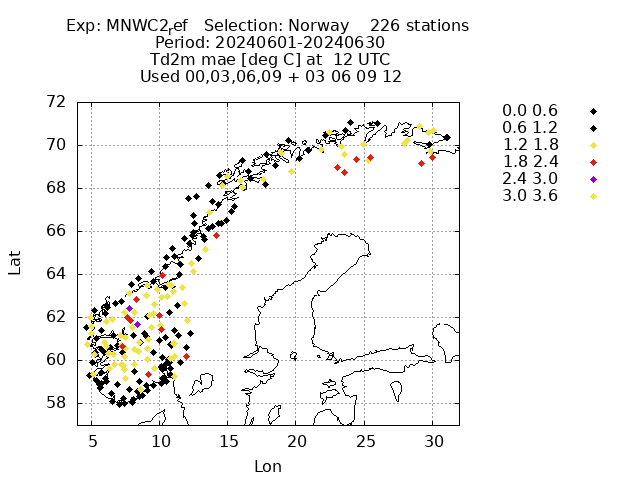 Exp: MNWC2ref   Selection: Norway    226 stations
Period: 20240601-20240630
Td2m mae [deg C] at  12 UTC
Used 00,03,06,09 + 03 06 09 12
72
70
68
66
64
62
60
58
Lat
5 10 15 20 25 30
Lon
0.0 0.6
0.6 1.2
1.2 1.8
1.8 2.4
2.4 3.0
3.0 3.6